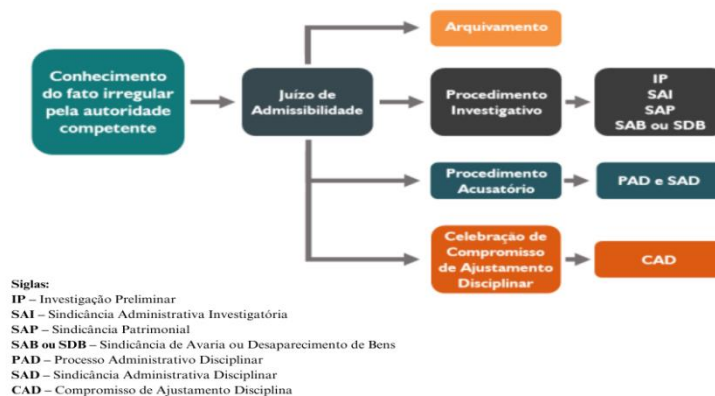 Arquivamento
Conhecimento
do fato irregular
pela autoridade
competente
Juízo de
Admissibilidade
Procedimento
Investigativo
IP
SAI
SAP
SAB ou SDB
Procedimento
Acusatório
PAD e SAD
Celebração de
Compromisso
de Ajustamento
Disciplinar
CAD
Siglas:
IP – Investigação Preliminar
SAI – Sindicância Administrativa Investigatória
SAP – Sindicância Patrimonial
SAB ou SDB – Sindicância de Avaria ou Desaparecimento de Bens
PAD – Processo Administrativo Disciplinar
SAD – Sindicância Administrativa Disciplinar
CAD – Compromisso de Ajustamento Disciplina